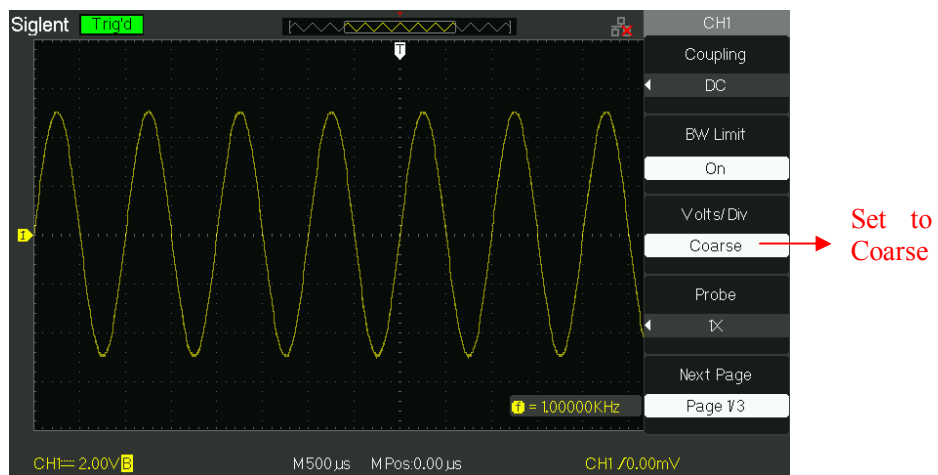 Siglent Trig'd
T
CH1
Coupling
DC
BW Limit
On
Volts/Div
Coarse
Set to
Coarse
Probe
1X
Next Page
Page 1/3
1
f = 1.00000KHz
CH1 2.00V B
M500µs MPos:0.00µs
CH1 0.00mV